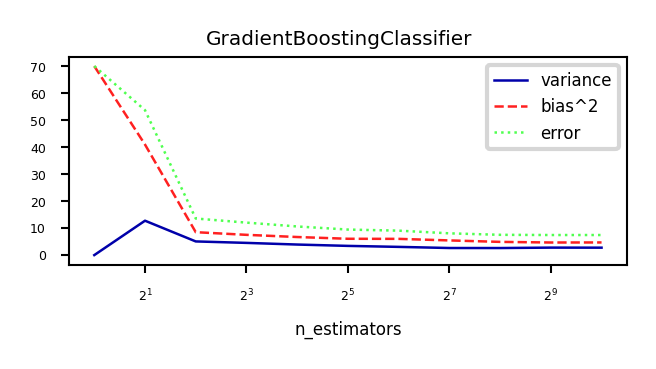 GradientBoostingClassifier
70
60
50
40
30
20
10
0
variance
bias^2
error
2^1 2^3 2^5 2^7 2^9
n_estimators